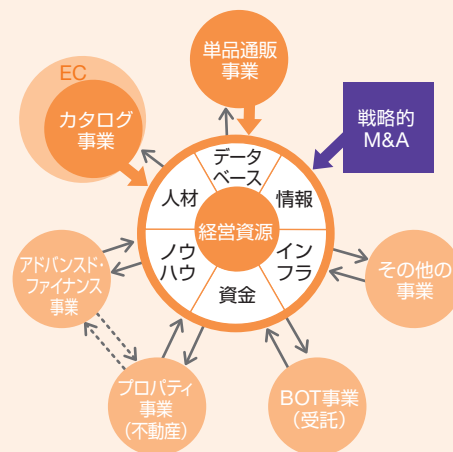 単品通販
事業
EC
カタログ
事業
戦略的
M&A
データ
ベース
人材
情報
経営資源
ノウ
ハウ
イン
フラ
資金
アドバンスド・
ファイナンス
事業
その他の
事業
プロパティ
事業
(不動産)
BOT事業
(受託)